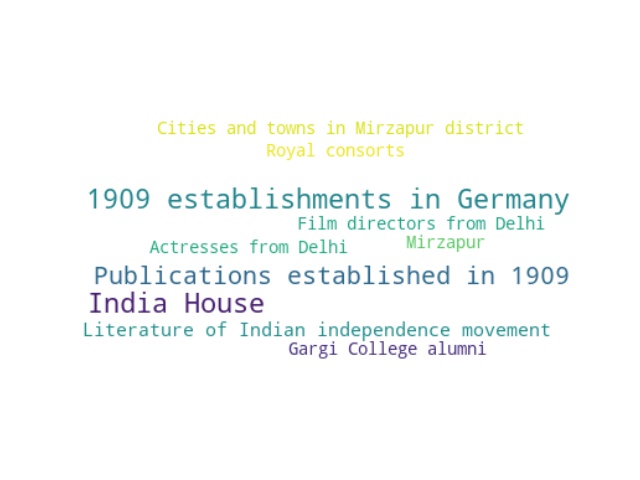 Cities and towns in Mirzapur district
Royal consorts
1909 establishments in Germany
Film directors from Delhi
Mirzapur
Actresses from Delhi
Publications established in 1909
India House
Literature of Indian independence movement
Gargi College alumni